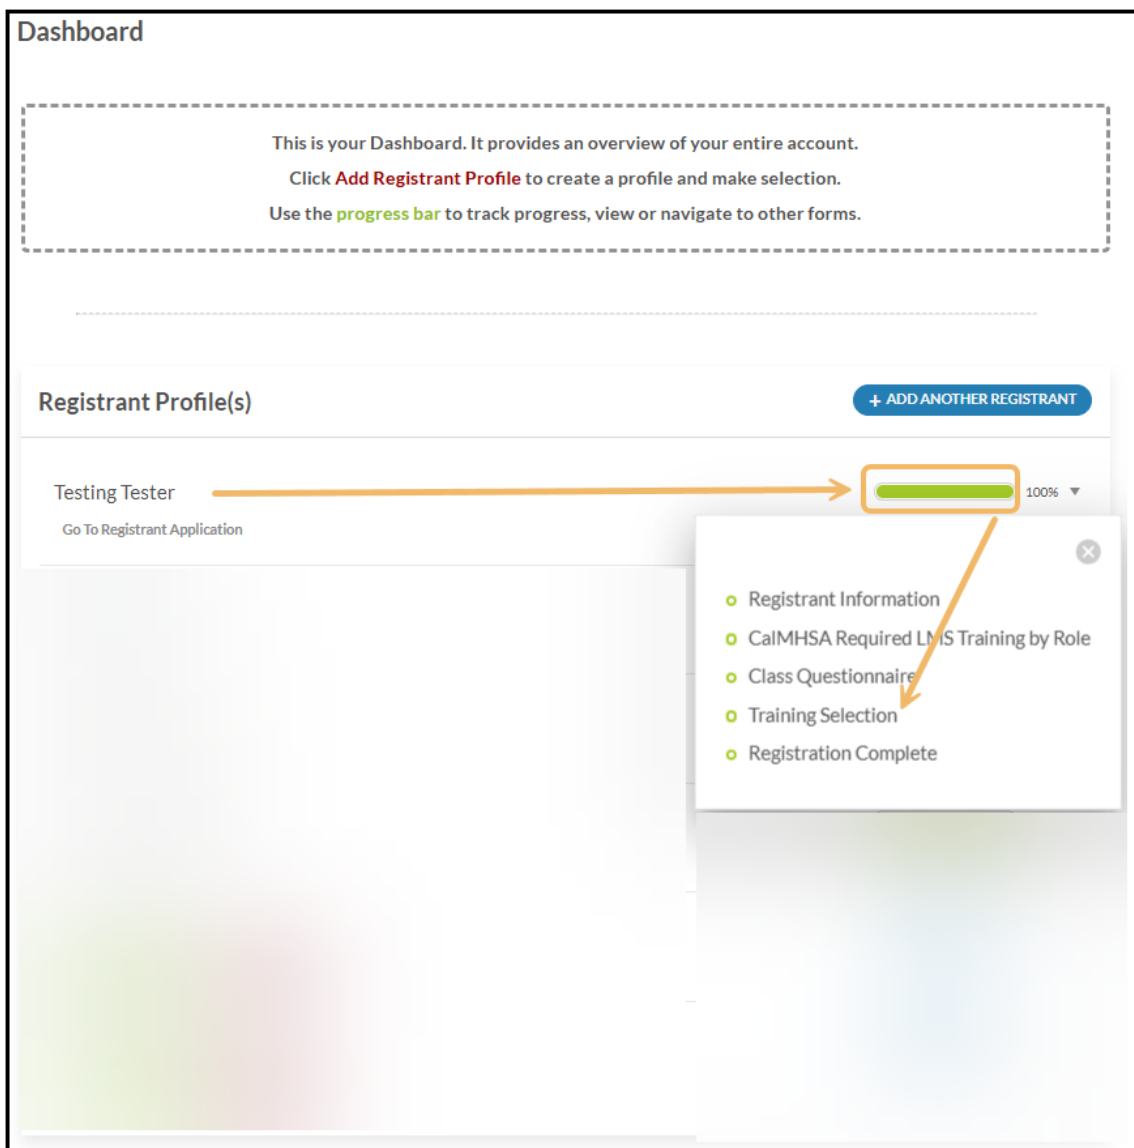 Dashboard
This is your Dashboard. It provides an overview of your entire account.
Click Add Registrant Profile to create a profile and make selection.
Use the progress bar to track progress, view or navigate to other forms.
Registrant Profile(s)
+ ADD ANOTHER REGISTRANT
Testing Tester
100%
Go To Registrant Application
Registrant Information
CalMHSA Required LMS Training by Role
Class Questionnaire
Training Selection
Registration Complete